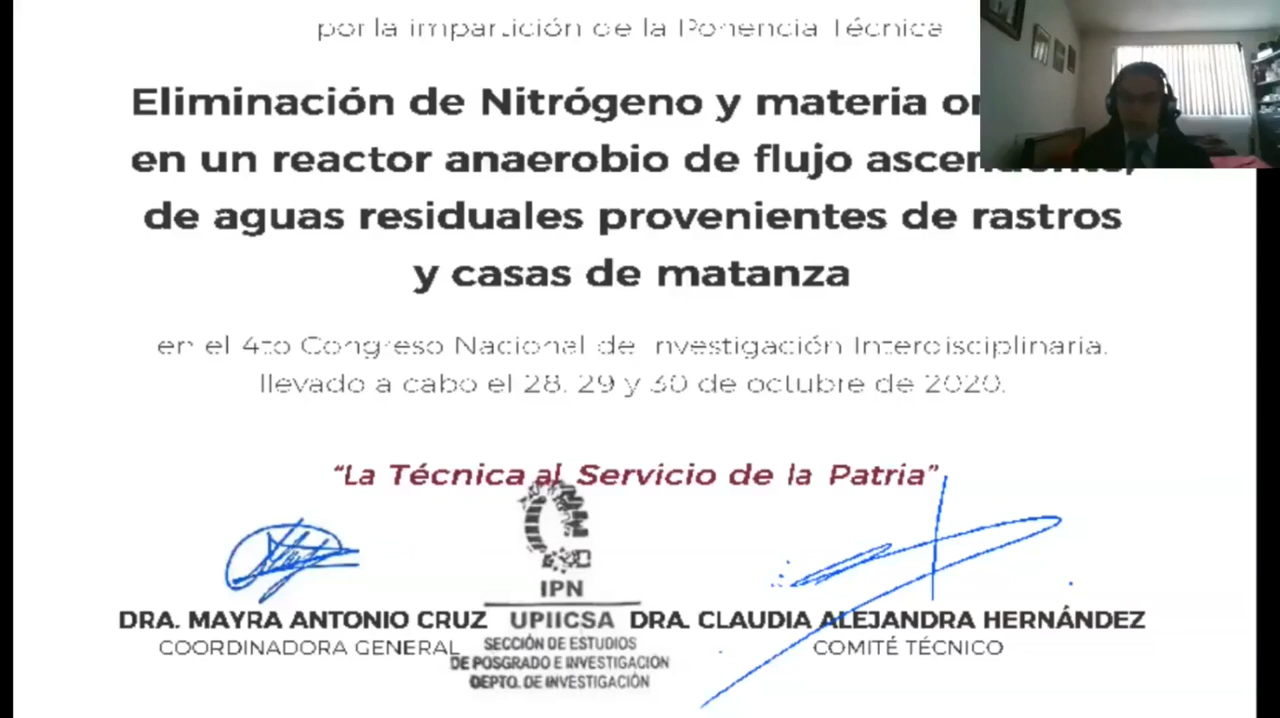 por la impartición de la Ponencia Técnica
Eliminación de Nitrógeno y materia
en un reactor anaerobio de flujo
de aguas residuales provenientes de rastros
y casas de matanza
en el 4to Congreso Nacional de Investigación Interdisciplinaria,
llevado a cabo el 28, 29 y 30 de octubre de 2020.
“La Técnica al Servicio de la Patria”
IPN
DRA. MAYRA ANTONIO CRUZ UPIICSA DRA. CLAUDIA ALEJANDRA HERNÁNDEZ
COORDINADORA GENERAL SECCIÓN DE ESTUDIOS COMITÉ TÉCNICO
DE POSGRADO E INVESTIGACIÓN
DEPTO. DE INVESTIGACIÓN